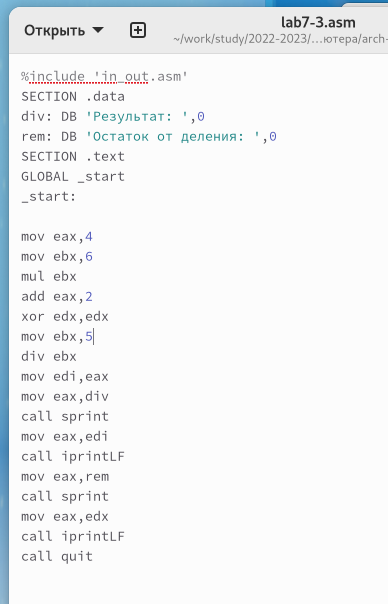 Открыть
lab7-3.asm
~/work/study/2022-2023/…ютера/arch-
%include 'in_out.asm'
SECTION .data
div: DB 'Результат: ',0
rem: DB 'Остаток от деления: ',0
SECTION .text
GLOBAL _start
_start:
mov eax,4
mov ebx,6
mul ebx
add eax,2
xor edx,edx
mov ebx,5
div ebx
mov edi,eax
mov eax,div
call sprint
mov eax,edi
call iprintLF
mov eax,rem
call sprint
mov eax,edx
call iprintLF
call quit